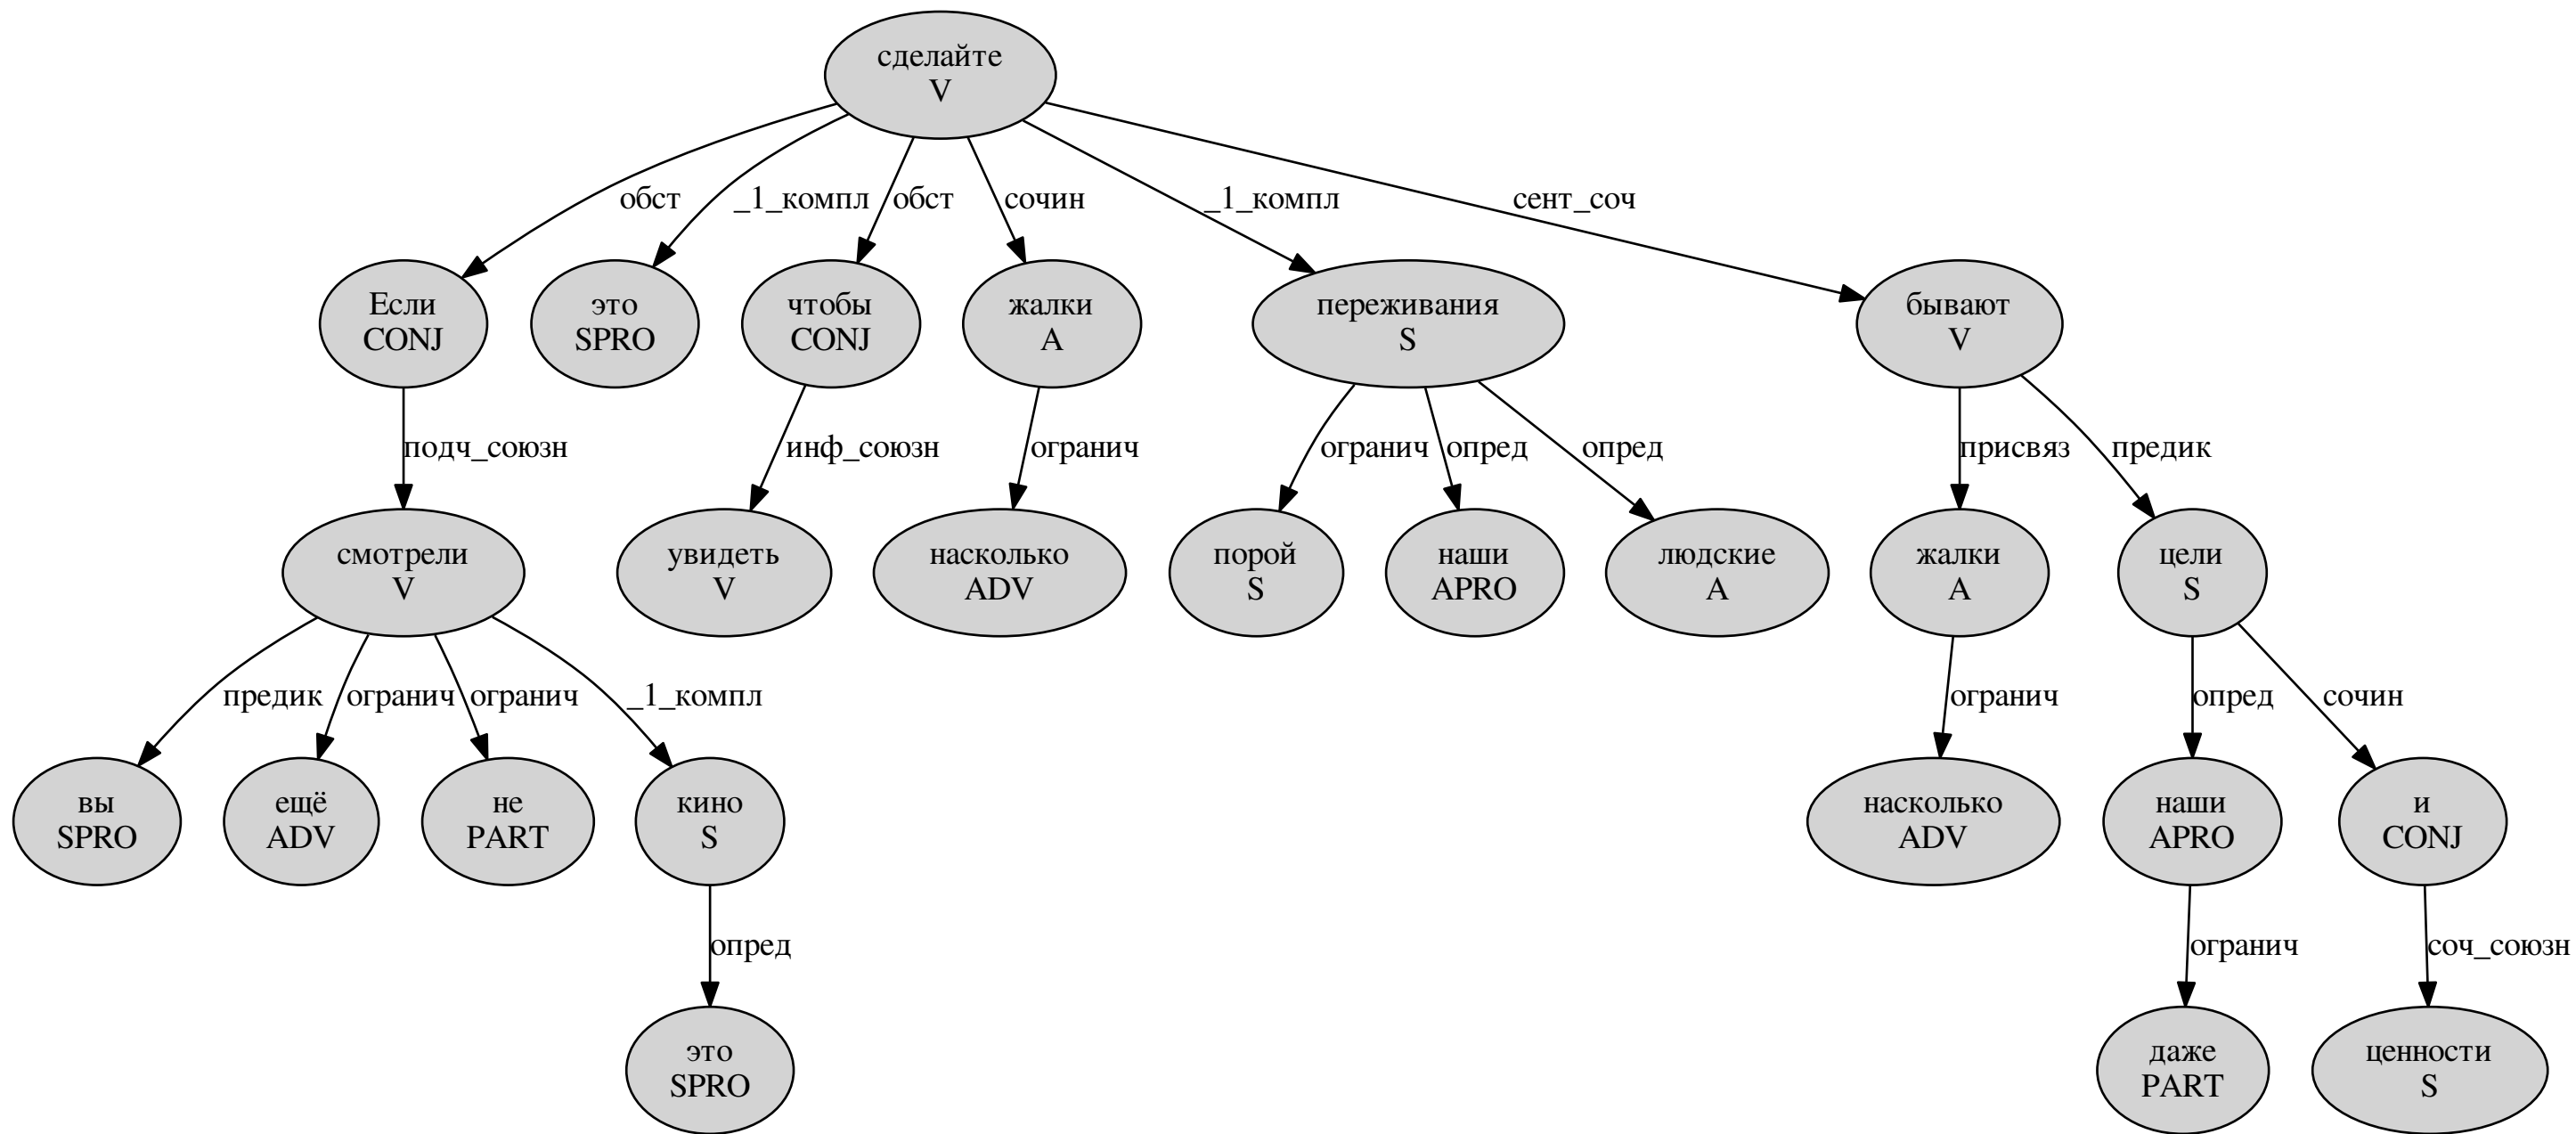 сделайте
V
обст
_1_компл
обст
сочин
_1_компл
сент_соч
Если
CONJ
это
SPRO
чтобы
CONJ
жалки
A
переживания
S
бывают
V
подч_союзн
инф_союзн
огранич
огранич
опред
опред
присвяз
предик
смотрели
V
увидеть
V
насколько
ADV
порой
S
наши
APRO
людские
A
жалки
A
цели
S
предик
огранич
огранич
_1_компл
огранич
опред
сочин
вы
SPRO
ещё
ADV
не
PART
кино
S
насколько
ADV
наши
APRO
и
CONJ
опред
огранич
соч_союзн
это
SPRO
даже
PART
ценности
S